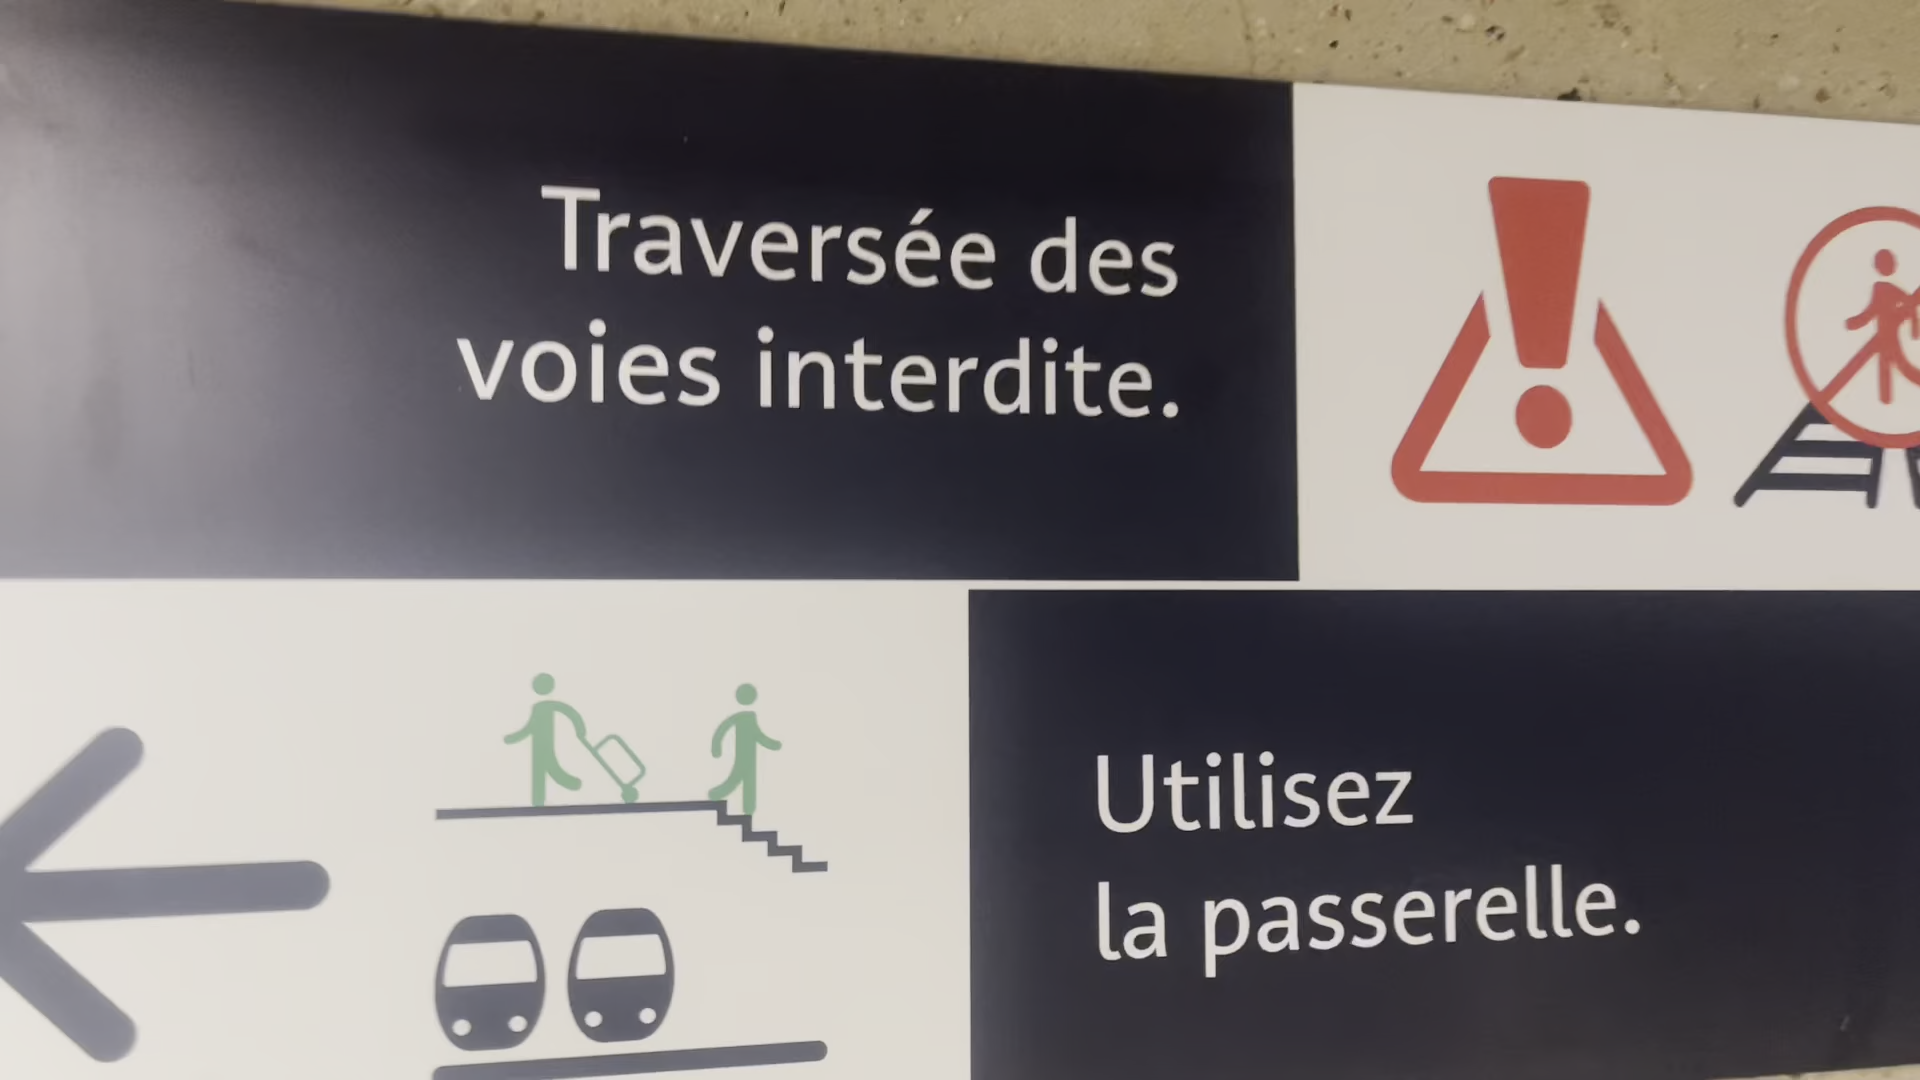 Traversée des
voies interdite.
Utilisez
la passerelle.